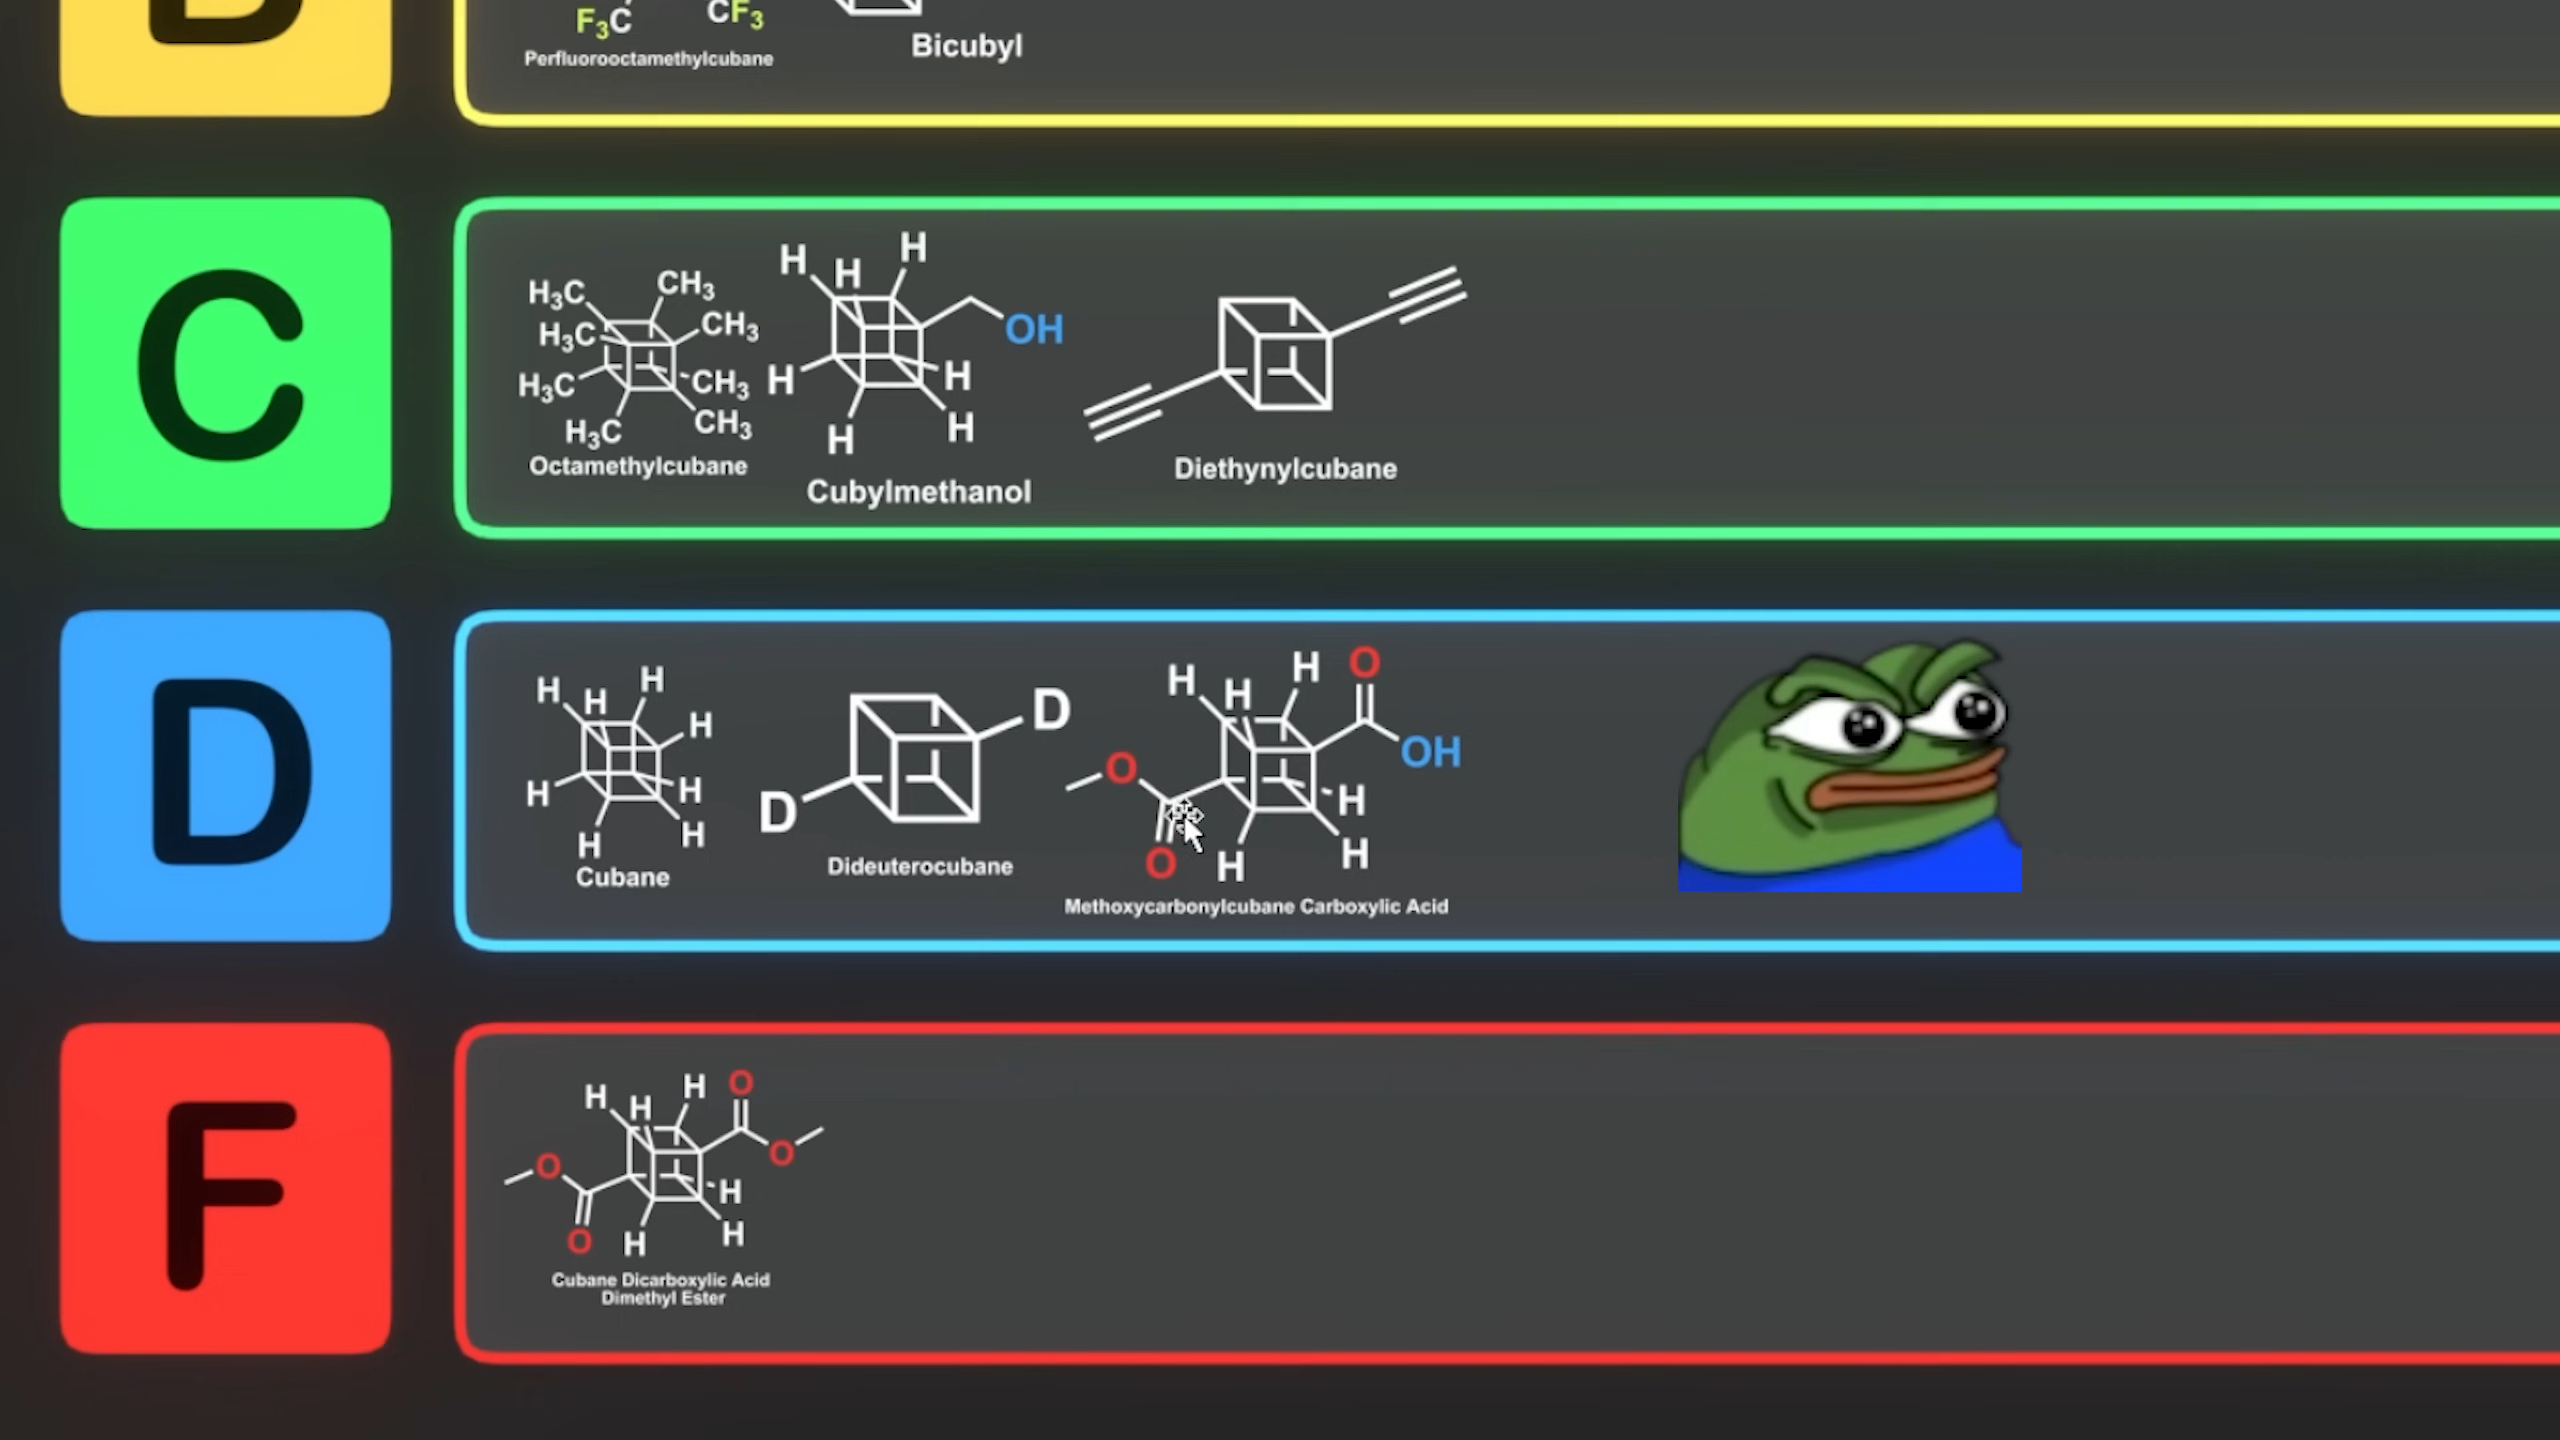 B
F₃C CF₃
Perfluorooctamethylcubane
Bicubyl
C
H₃C CH₃
H₃C CH₃
H₃C CH₃
H₃C CH₃
Octamethylcubane
H H H
OH
H H
H H
Cubylmethanol
Diethynylcubane
D
H H H
H
H H
H H
Cubane
D
D
Dideuterocubane
H H H O
O OH
H
O H H
Methoxycarbonylcubane Carboxylic Acid
F
H H H O
O O
H
O H H
Cubane Dicarboxylic Acid
Dimethyl Ester